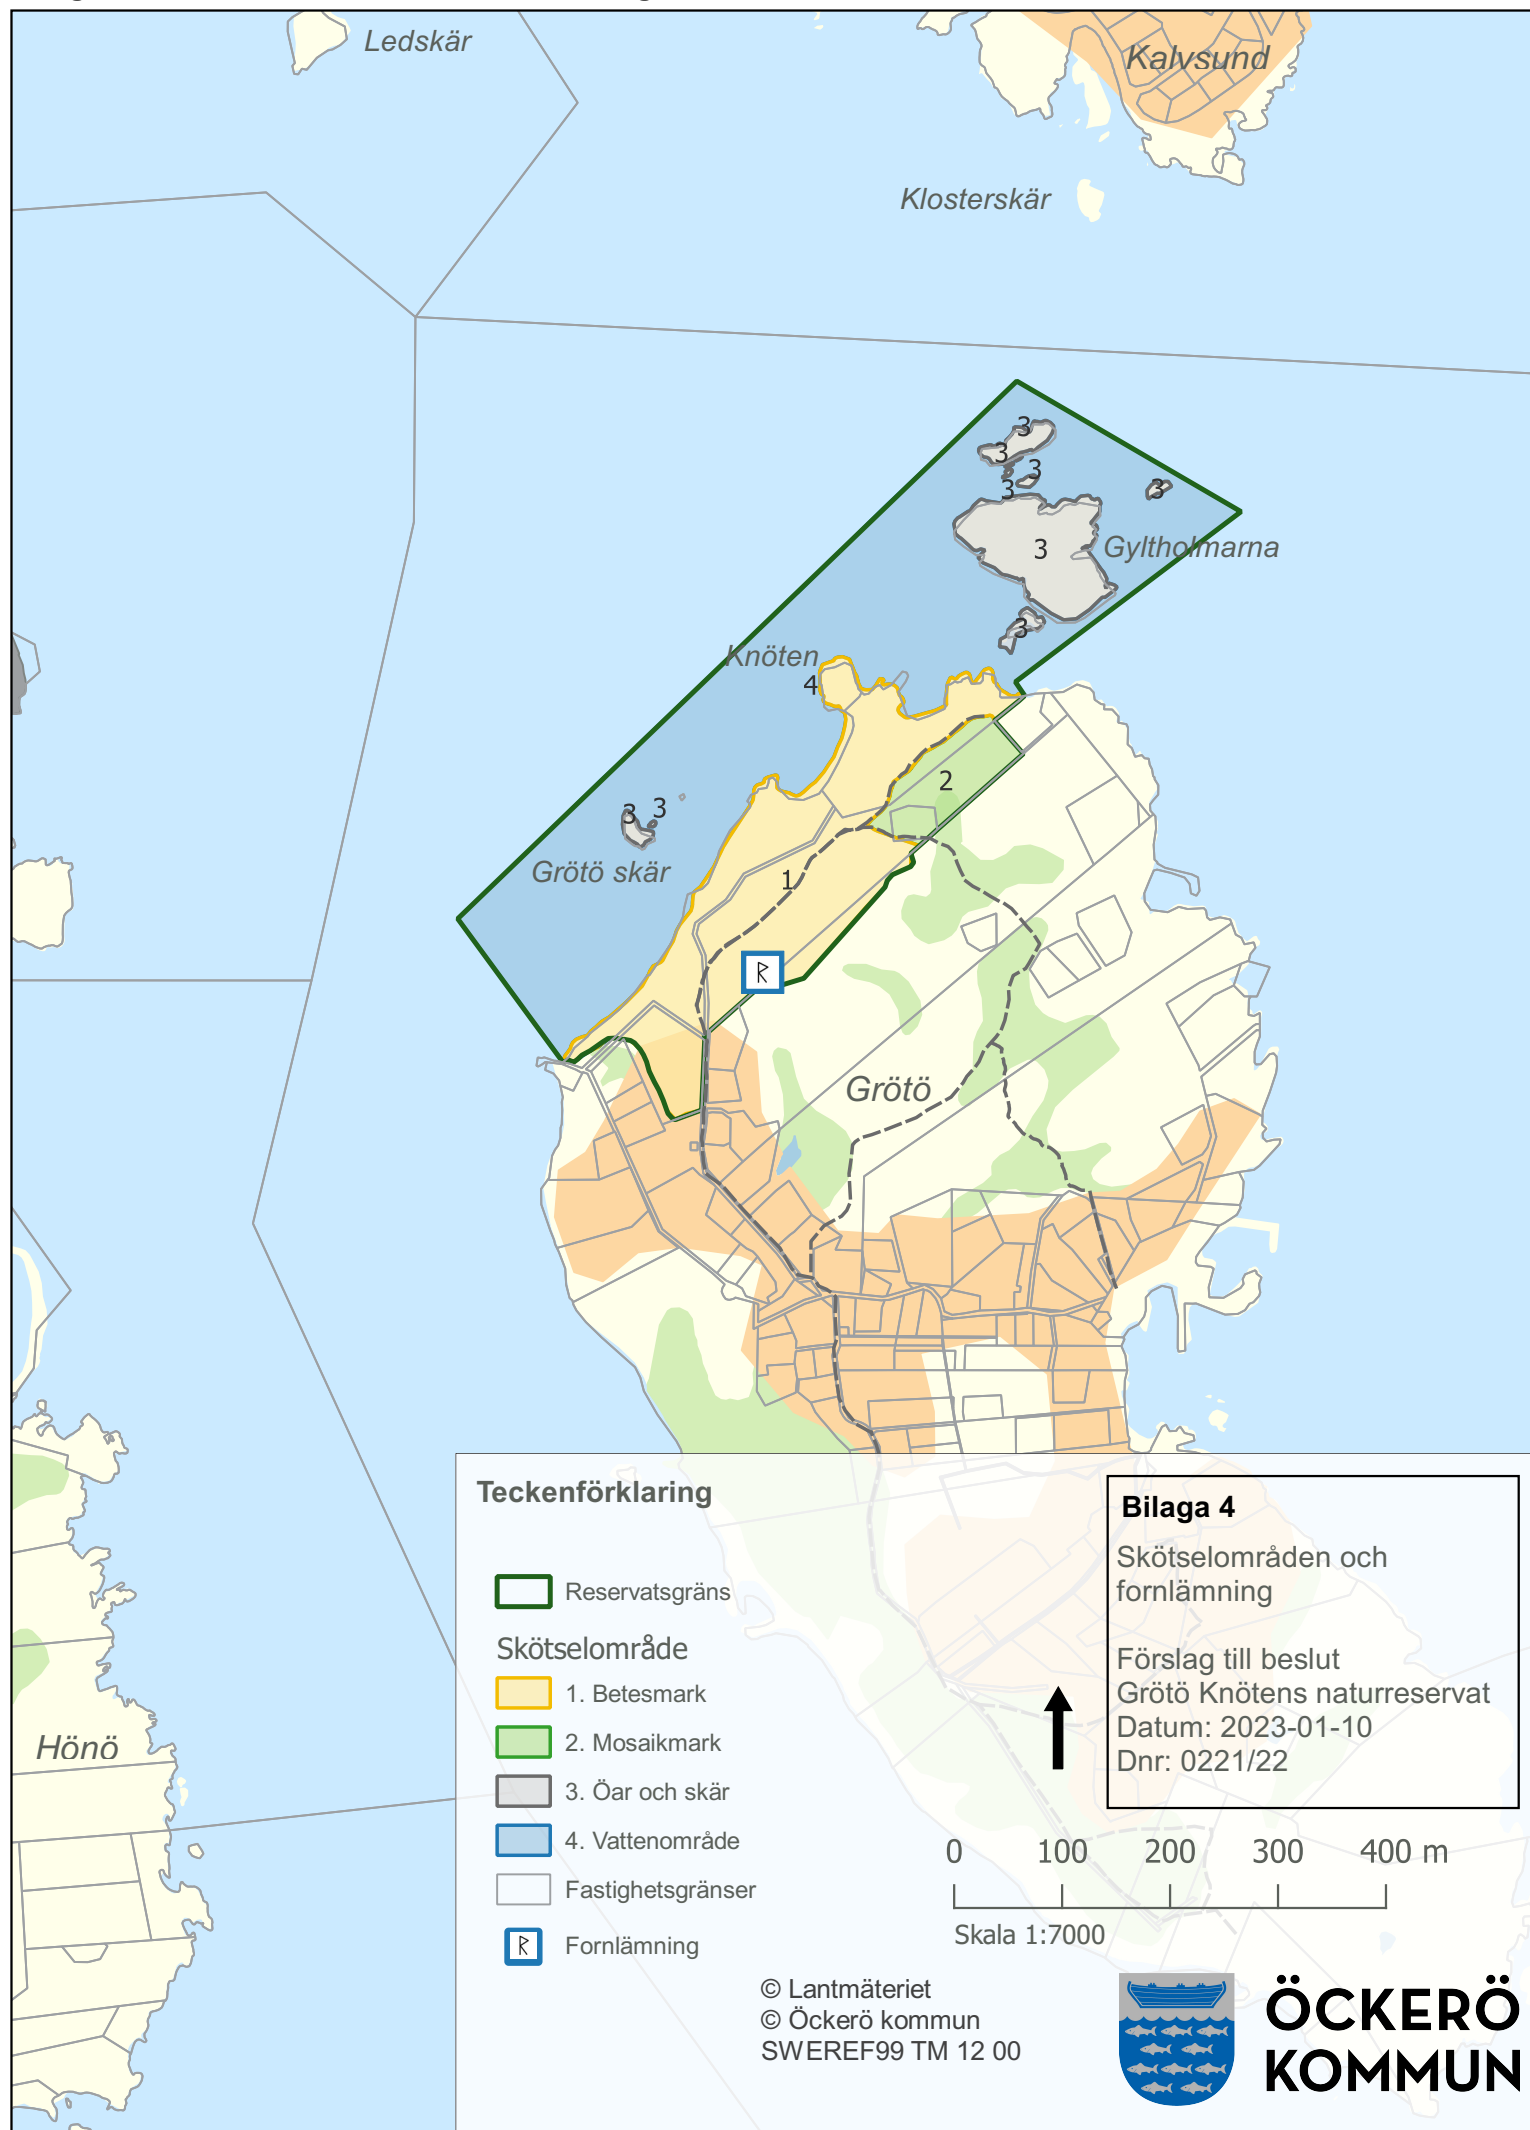 Ledskär
Kalvsund
Klosterskär
3
3
3
3
3
3
Gyltholmarna
3
Knöten
4
2
3
3
Grötö skär
1
R
Grötö
Hönö
Teckenförklaring
Reservatsgräns
Skötselområde
1. Betesmark
2. Mosaikmark
3. Öar och skär
4. Vattenområde
Fastighetsgränser
R Fornlämning
Bilaga 4
Skötselområden och
fornlämning
Förslag till beslut
Grötö Knötens naturreservat
Datum: 2023-01-10
Dnr: 0221/22
0 100 200 300 400 m
Skala 1:7000
© Lantmäteriet
© Öckerö kommun
SWEREF99 TM 12 00
ÖCKERÖ
KOMMUN